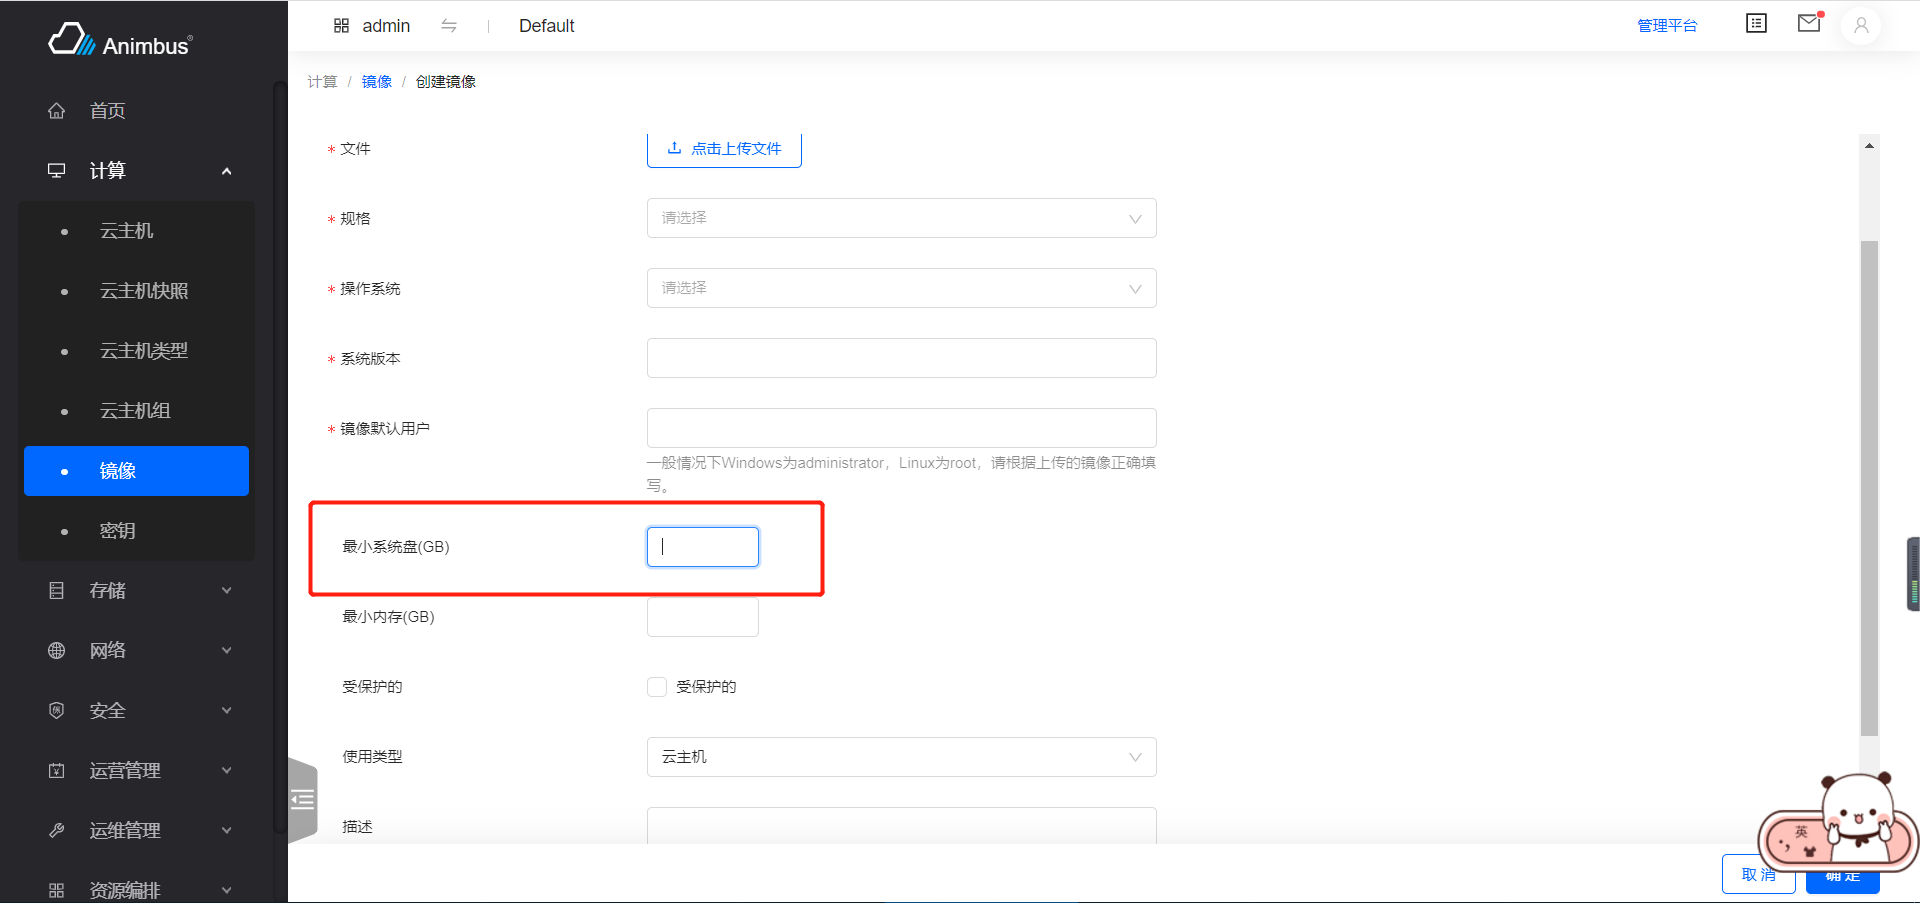 Animbus®
首页
计算
云主机
云主机快照
云主机类型
云主机组
镜像
密钥
存储
网络
安全
运营管理
运维管理
资源编排
admin
Default
管理平台
计算 / 镜像 / 创建镜像
* 文件
点击上传文件
* 规格
请选择
* 操作系统
请选择
* 系统版本
* 镜像默认用户
一般情况下Windows为administrator，Linux为root，请根据上传的镜像正确填
写。
最小系统盘(GB)
最小内存(GB)
受保护的
受保护的
使用类型
云主机
描述
英
取 消
确 定